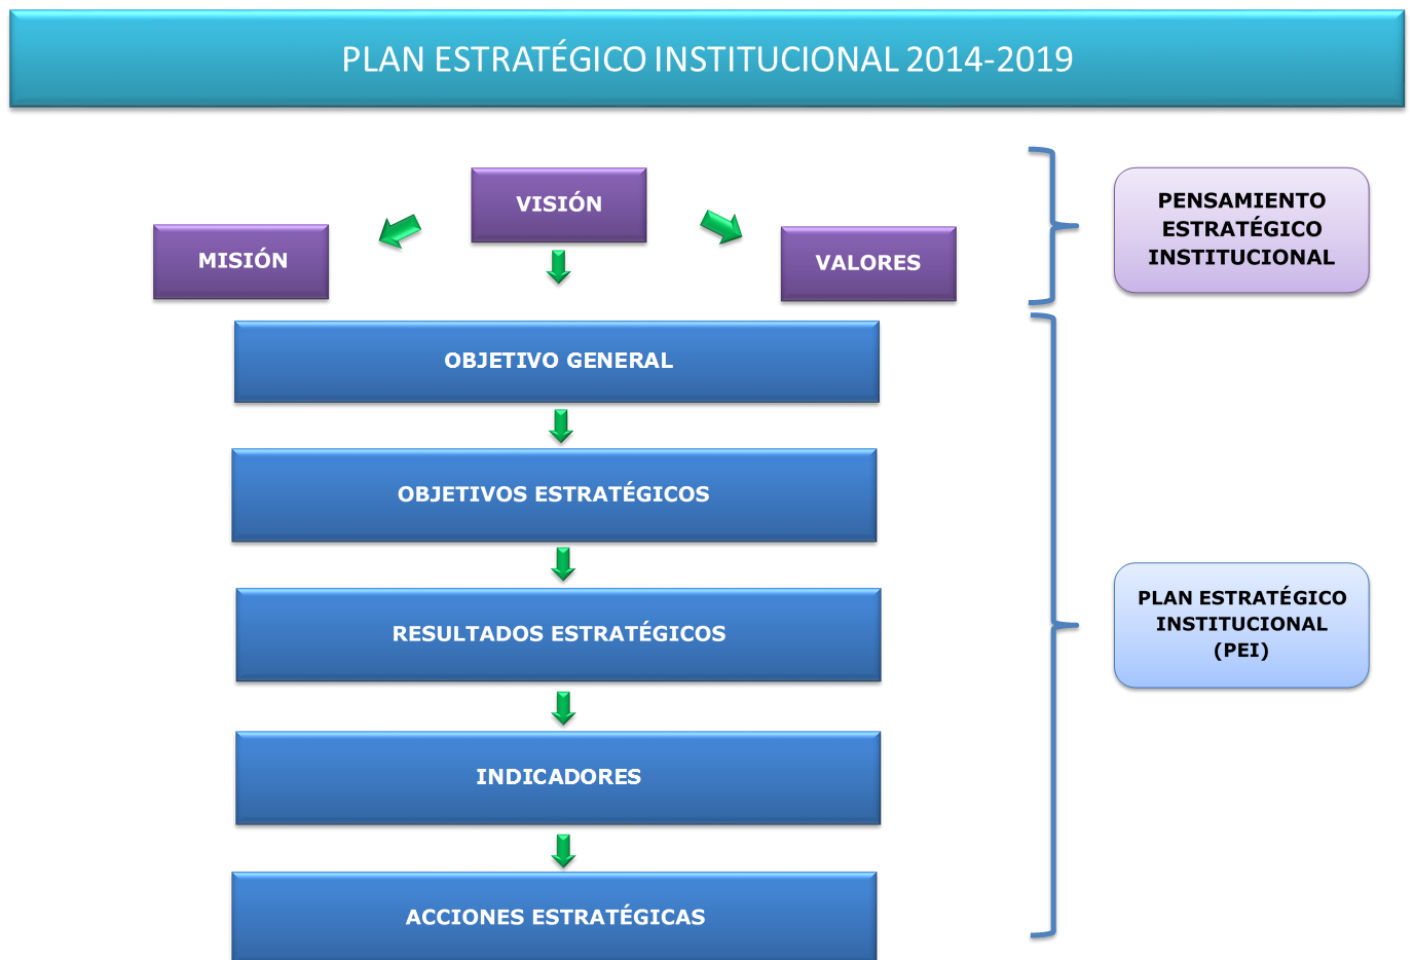 PLAN ESTRATÉGICO INSTITUCIONAL 2014-2019
VISIÓN
MISIÓN
VALORES
PENSAMIENTO
ESTRATÉGICO
INSTITUCIONAL
OBJETIVO GENERAL
OBJETIVOS ESTRATÉGICOS
RESULTADOS ESTRATÉGICOS
INDICADORES
ACCIONES ESTRATÉGICAS
PLAN ESTRATÉGICO
INSTITUCIONAL
(PEI)